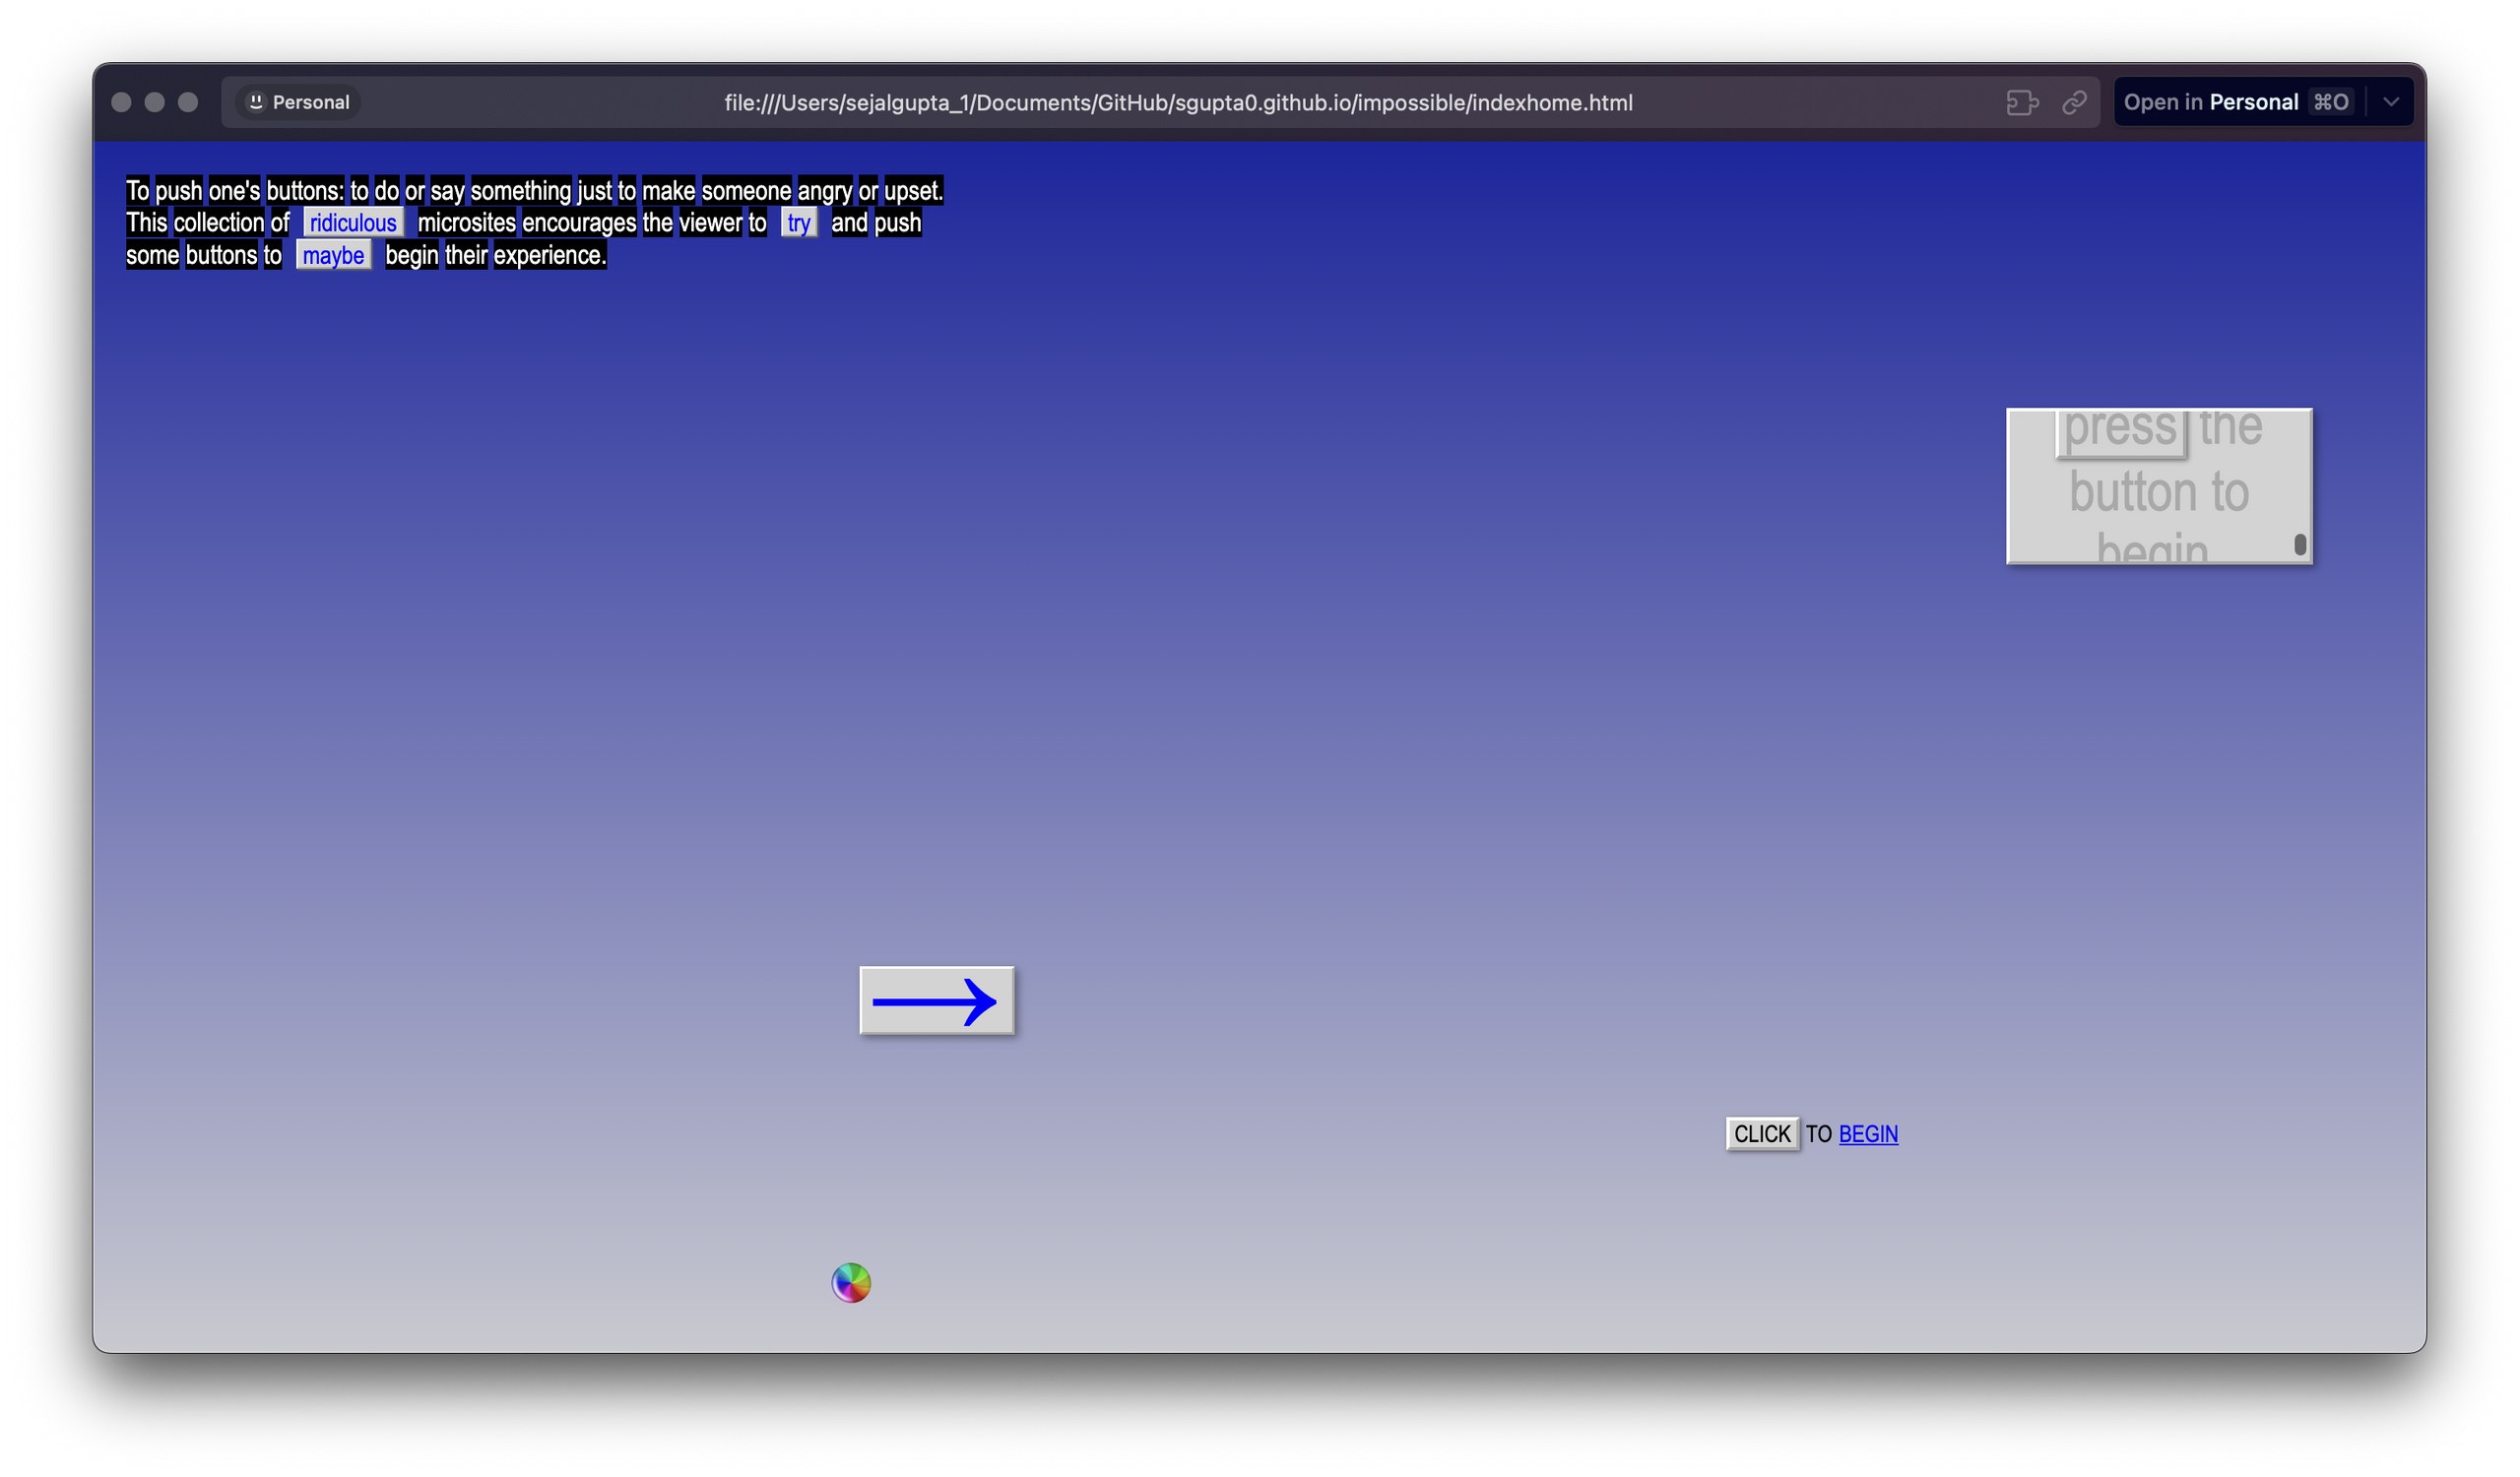 Personal
file:///Users/sejalgupta_1/Documents/GitHub/sgupta0.github.io/impossible/indexhome.html
Open in Personal ⌘O
To push one's buttons: to do or say something just to make someone angry or upset.
This collection of ridiculous microsites encourages the viewer to try and push
some buttons to maybe begin their experience.
press the
button to
begin
CLICK TO BEGIN